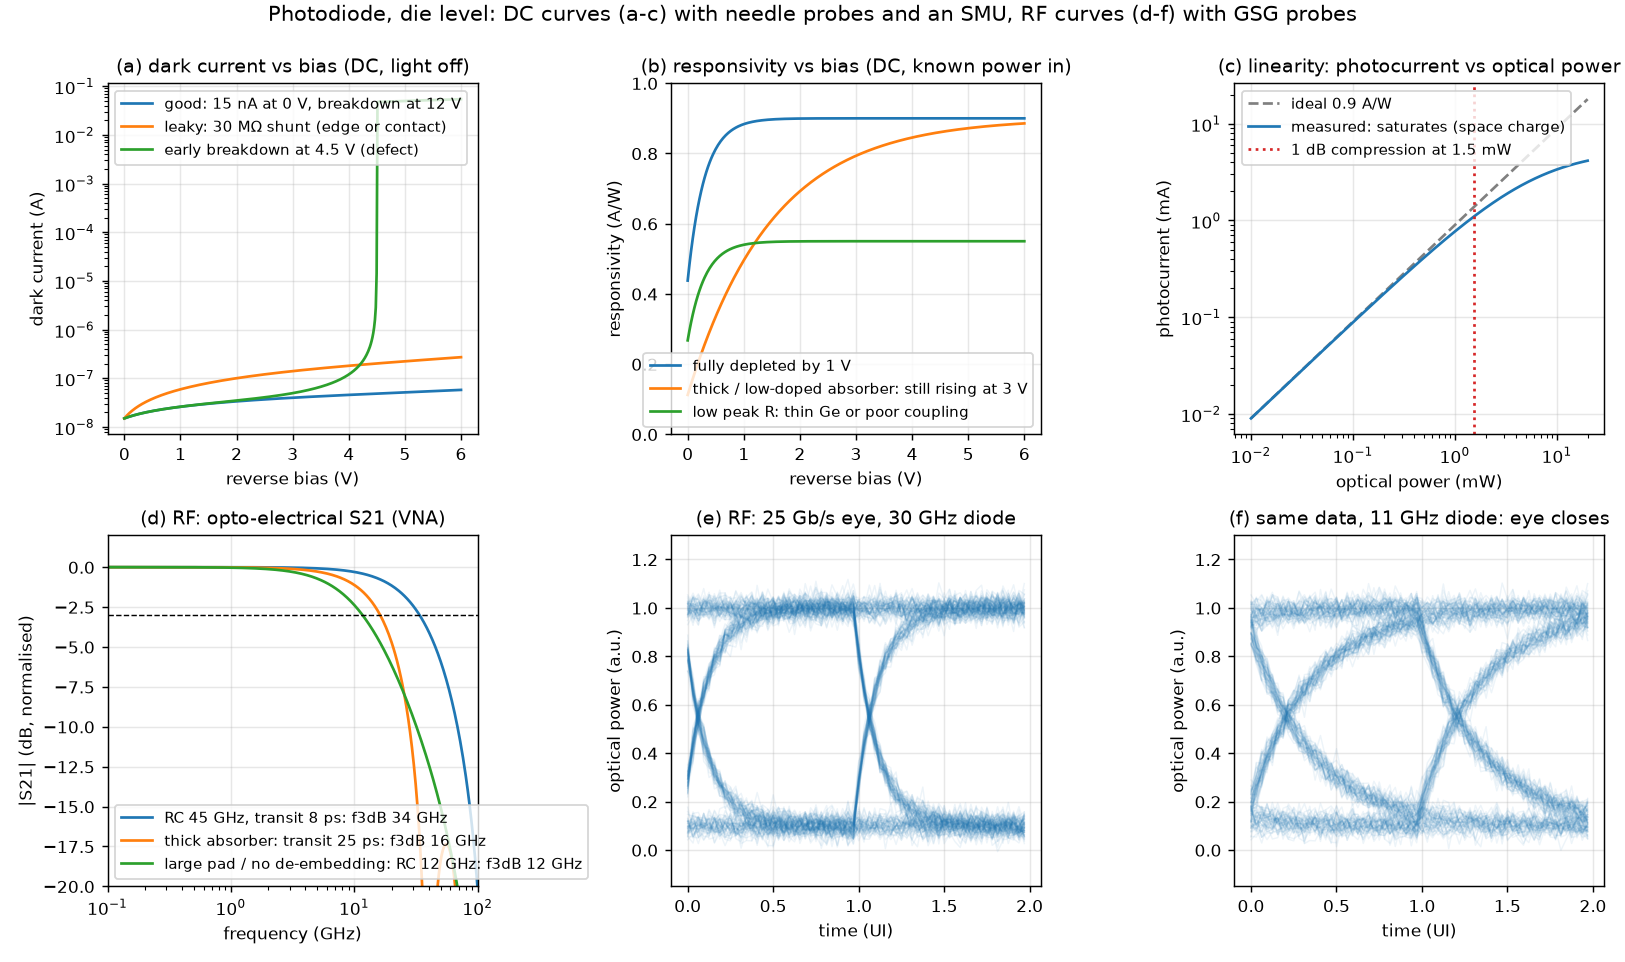 Photodiode, die level: DC curves (a-c) with needle probes and an SMU, RF curves (d-f) with GSG probes
(a) dark current vs bias (DC, light off)
good: 15 nA at 0 V, breakdown at 12 V
leaky: 30 MΩ shunt (edge or contact)
early breakdown at 4.5 V (defect)
dark current (A)
10⁻¹
10⁻²
10⁻³
10⁻⁴
10⁻⁵
10⁻⁶
10⁻⁷
10⁻⁸
0 1 2 3 4 5 6
reverse bias (V)
(b) responsivity vs bias (DC, known power in)
responsivity (A/W)
1.0
0.8
0.6
0.4
0.2
0.0
fully depleted by 1 V
thick / low-doped absorber: still rising at 3 V
low peak R: thin Ge or poor coupling
0 1 2 3 4 5 6
reverse bias (V)
(c) linearity: photocurrent vs optical power
ideal 0.9 A/W
measured: saturates (space charge)
1 dB compression at 1.5 mW
photocurrent (mA)
10¹
10⁰
10⁻¹
10⁻²
10⁻² 10⁻¹ 10⁰ 10¹
optical power (mW)
(d) RF: opto-electrical S21 (VNA)
|S21| (dB, normalised)
0.0
−2.5
−5.0
−7.5
−10.0
−12.5
−15.0
−17.5
−20.0
RC 45 GHz, transit 8 ps: f3dB 34 GHz
thick absorber: transit 25 ps: f3dB 16 GHz
large pad / no de-embedding: RC 12 GHz: f3dB 12 GHz
10⁻¹ 10⁰ 10¹ 10²
frequency (GHz)
(e) RF: 25 Gb/s eye, 30 GHz diode
optical power (a.u.)
1.2
1.0
0.8
0.6
0.4
0.2
0.0
0.0 0.5 1.0 1.5 2.0
time (UI)
(f) same data, 11 GHz diode: eye closes
optical power (a.u.)
1.2
1.0
0.8
0.6
0.4
0.2
0.0
0.0 0.5 1.0 1.5 2.0
time (UI)